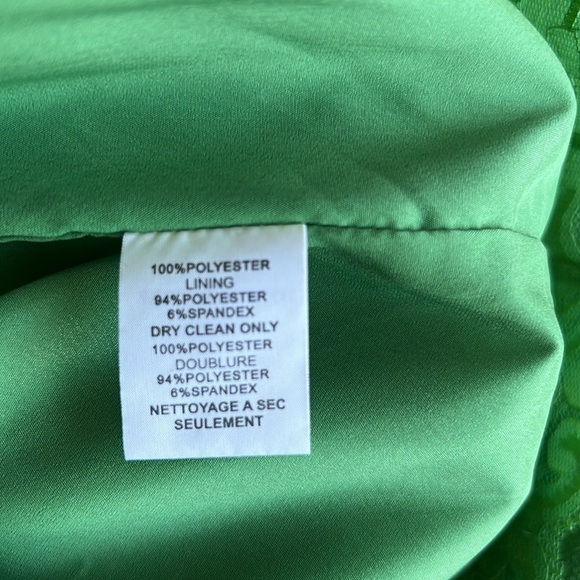 100%POLYESTER
LINING
94%POLYESTER
6%SPANDEX
DRY CLEAN ONLY
100%POLYESTER
DOUBLURE
94%POLYESTER
6%SPANDEX
NETTOYAGE A SEC
SEULEMENT